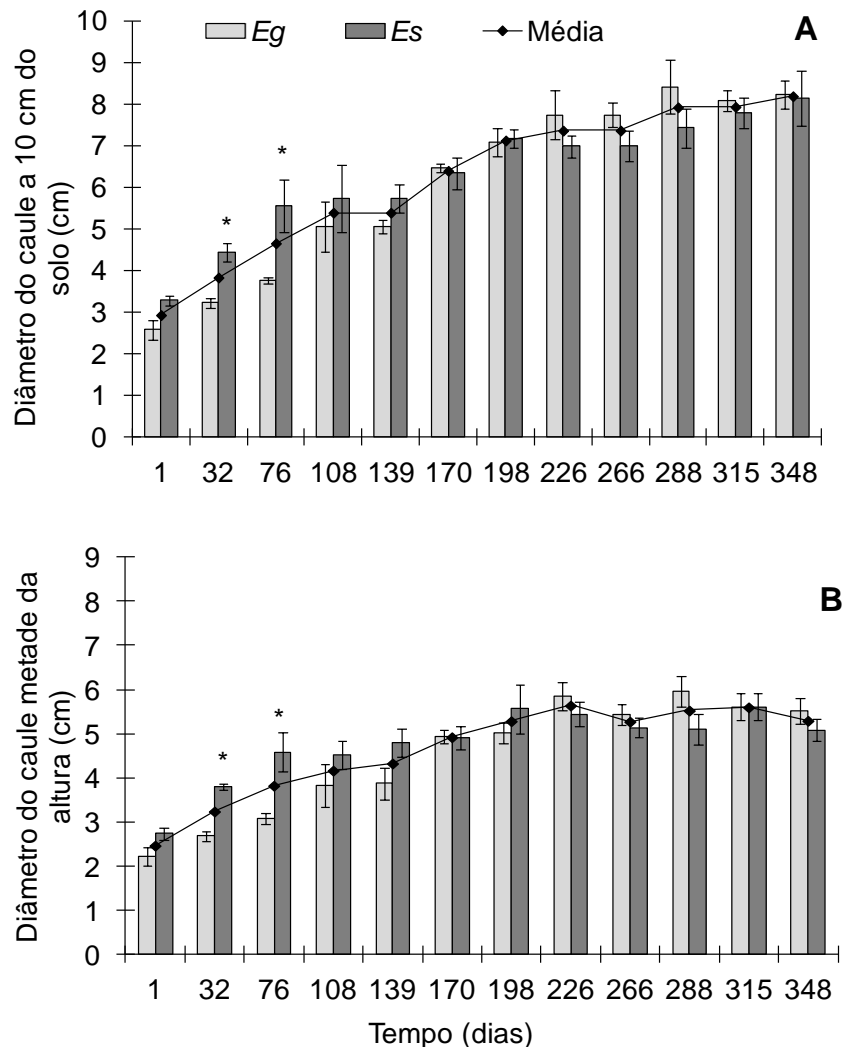 Eg Es Média
A
Diâmetro do caule a 10 cm do
solo (cm)
10
9
8
7
6
5
4
3
2
1
0
* *
1 32 76 108 139 170 198 226 266 288 315 348
B
Diâmetro do caule metade da
altura (cm)
9
8
7
6
5
4
3
2
1
0
* *
1 32 76 108 139 170 198 226 266 288 315 348
Tempo (dias)